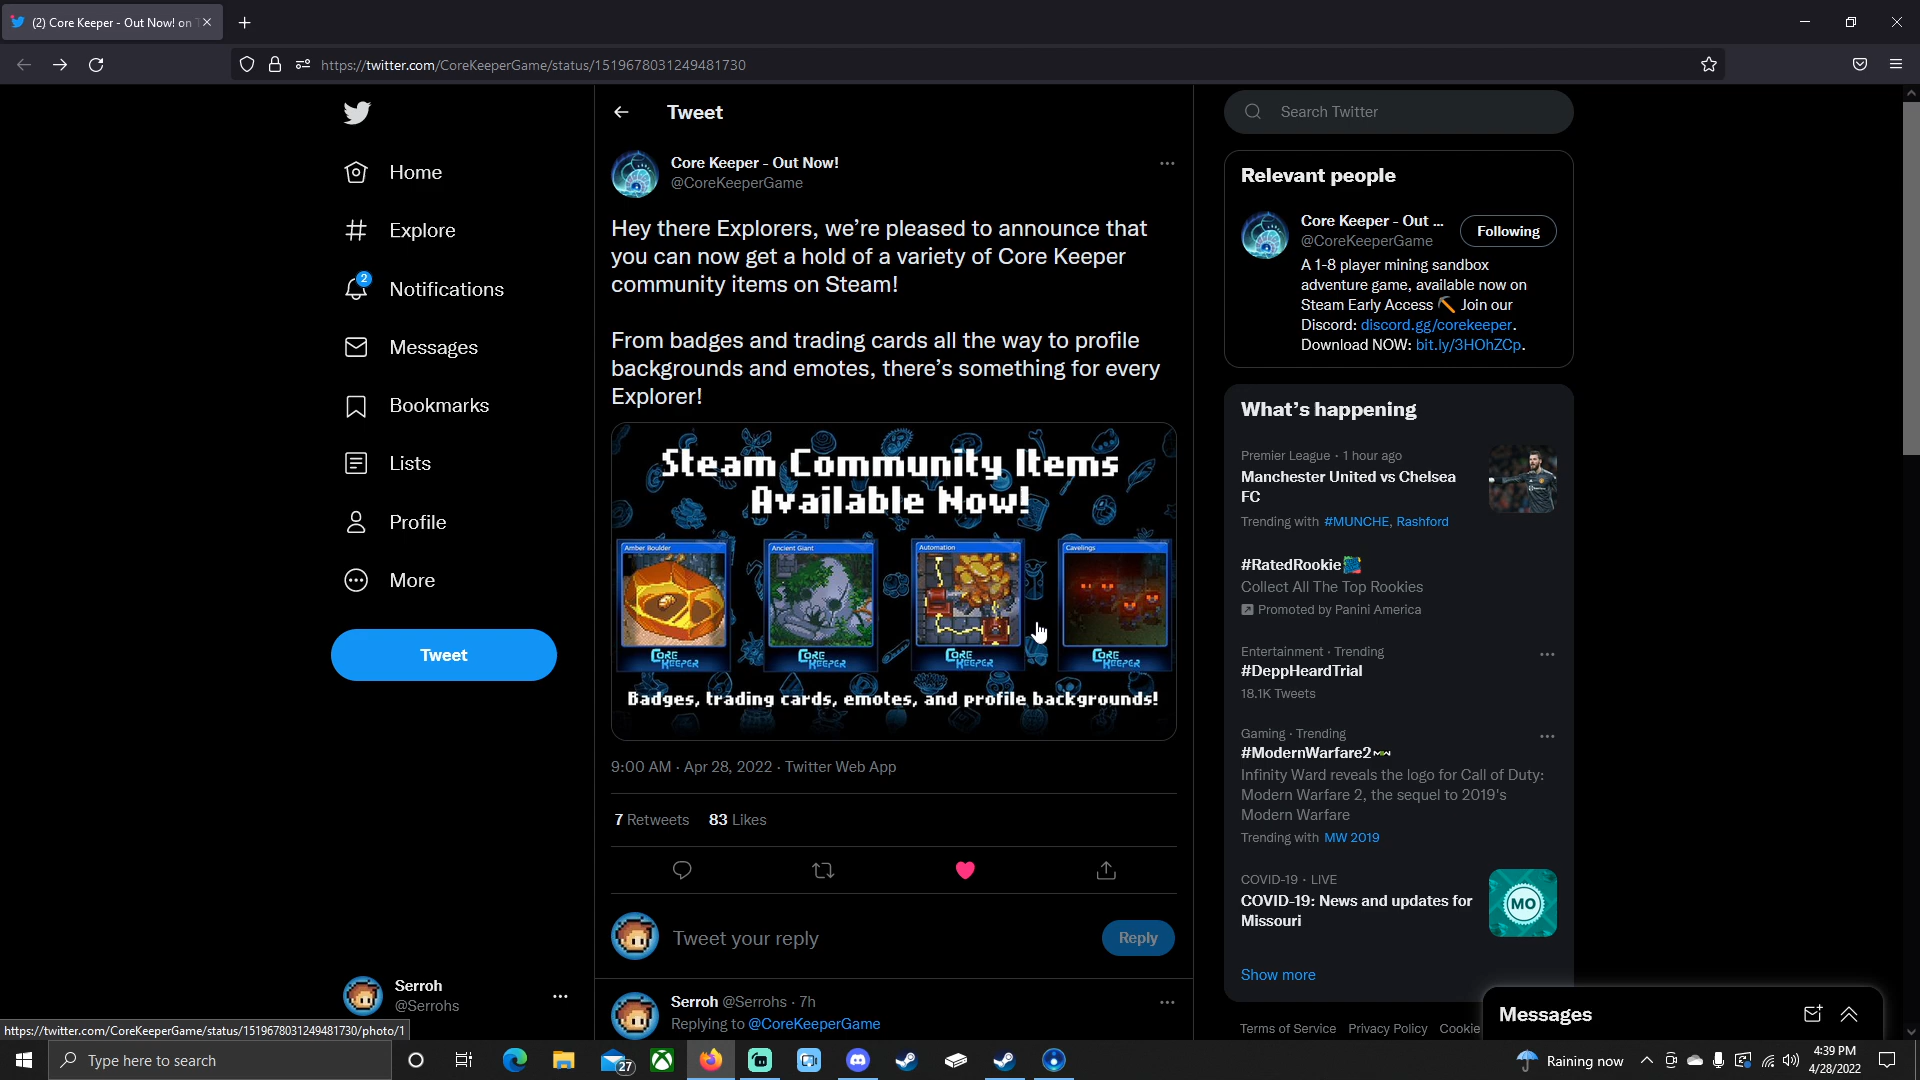 (2) Core Keeper - Out Now! on T
https://twitter.com/CoreKeeperGame/status/1519678031249481730
Home
Explore
2
Notifications
Messages
Bookmarks
Lists
Profile
More
Tweet
Serroh
@Serrohs
Tweet
Core Keeper - Out Now!
@CoreKeeperGame
Hey there Explorers, we’re pleased to announce that
you can now get a hold of a variety of Core Keeper
community items on Steam!
From badges and trading cards all the way to profile
backgrounds and emotes, there’s something for every
Explorer!
Steam Community Items
Available Now!
Amber Boulder
Ancient Giant
Automation
Cavelings
CORE KEEPER
CORE KEEPER
CORE KEEPER
CORE KEEPER
Badges, trading cards, emotes, and profile backgrounds!
9:00 AM · Apr 28, 2022 · Twitter Web App
7 Retweets 83 Likes
Tweet your reply
Reply
Serroh @Serrohs · 7h
Replying to @CoreKeeperGame
Search Twitter
Relevant people
Core Keeper - Out ...
@CoreKeeperGame
Following
A 1-8 player mining sandbox
adventure game, available now on
Steam Early Access ⛏ Join our
Discord: discord.gg/corekeeper.
Download NOW: bit.ly/3HOhZCp.
What’s happening
Premier League · 1 hour ago
Manchester United vs Chelsea
FC
Trending with #MUNCHE, Rashford
#RatedRookie
Collect All The Top Rookies
Promoted by Panini America
Entertainment · Trending
#DeppHeardTrial
18.1K Tweets
Gaming · Trending
#ModernWarfare2
Infinity Ward reveals the logo for Call of Duty:
Modern Warfare 2, the sequel to 2019's
Modern Warfare
Trending with MW 2019
COVID-19 · LIVE
COVID-19: News and updates for
Missouri
MO
Show more
Terms of Service Privacy Policy Cookie
Messages
https://twitter.com/CoreKeeperGame/status/1519678031249481730/photo/1
Type here to search
27
Raining now
4:39 PM
4/28/2022